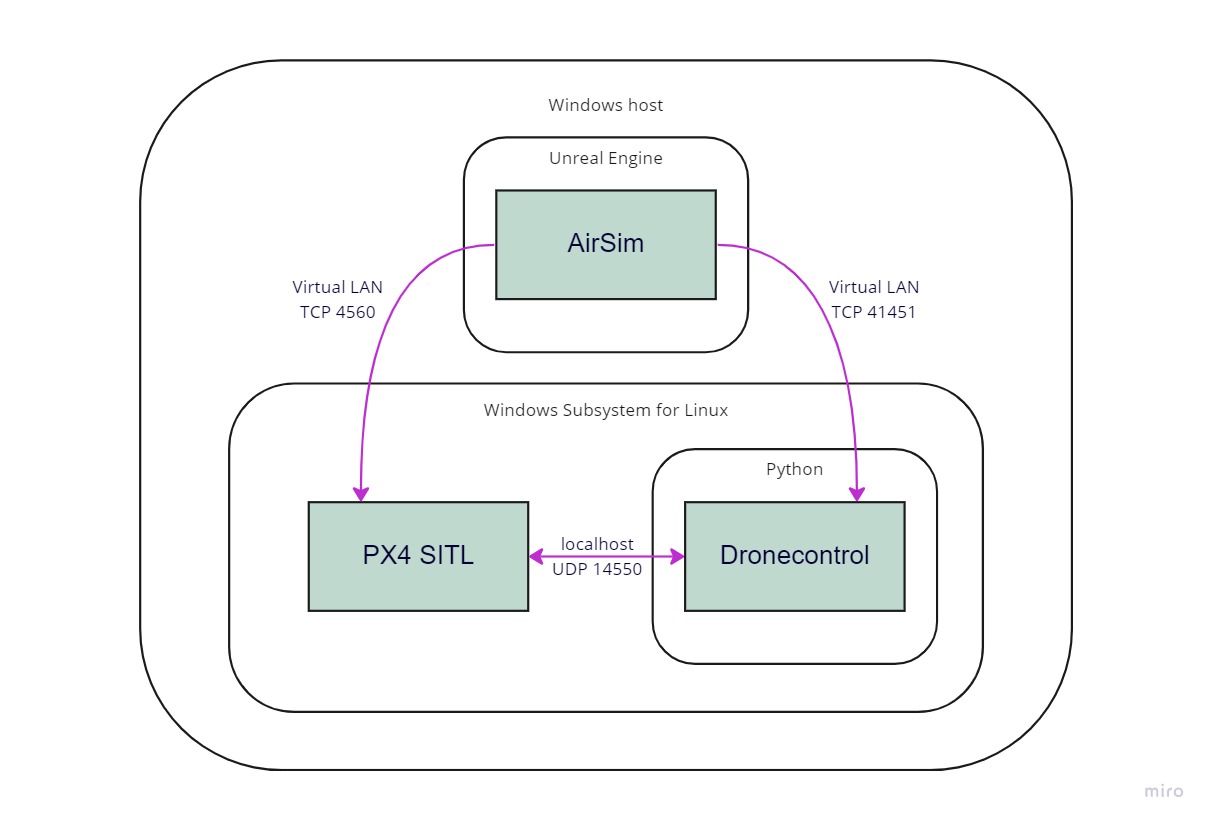 Windows host
Unreal Engine
AirSim
Virtual LAN
TCP 4560
Virtual LAN
TCP 41451
Windows Subsystem for Linux
Python
PX4 SITL
localhost
UDP 14550
Dronecontrol
miro